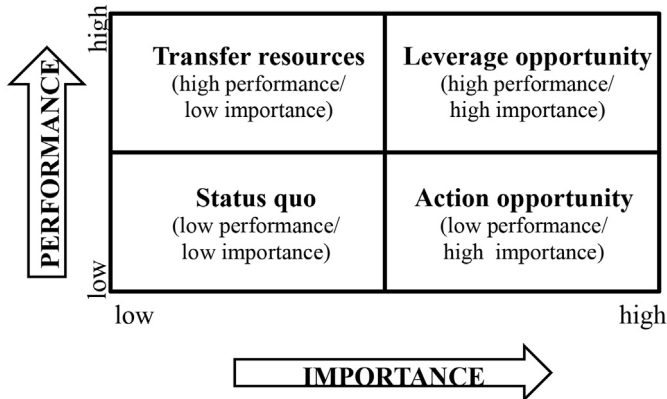 high
Transfer resources
(high performance/
low importance)
Leverage opportunity
(high performance/
high importance)
PERFORMANCE
Status quo
(low performance/
low importance)
Action opportunity
(low performance/
high importance)
low
low
high
IMPORTANCE